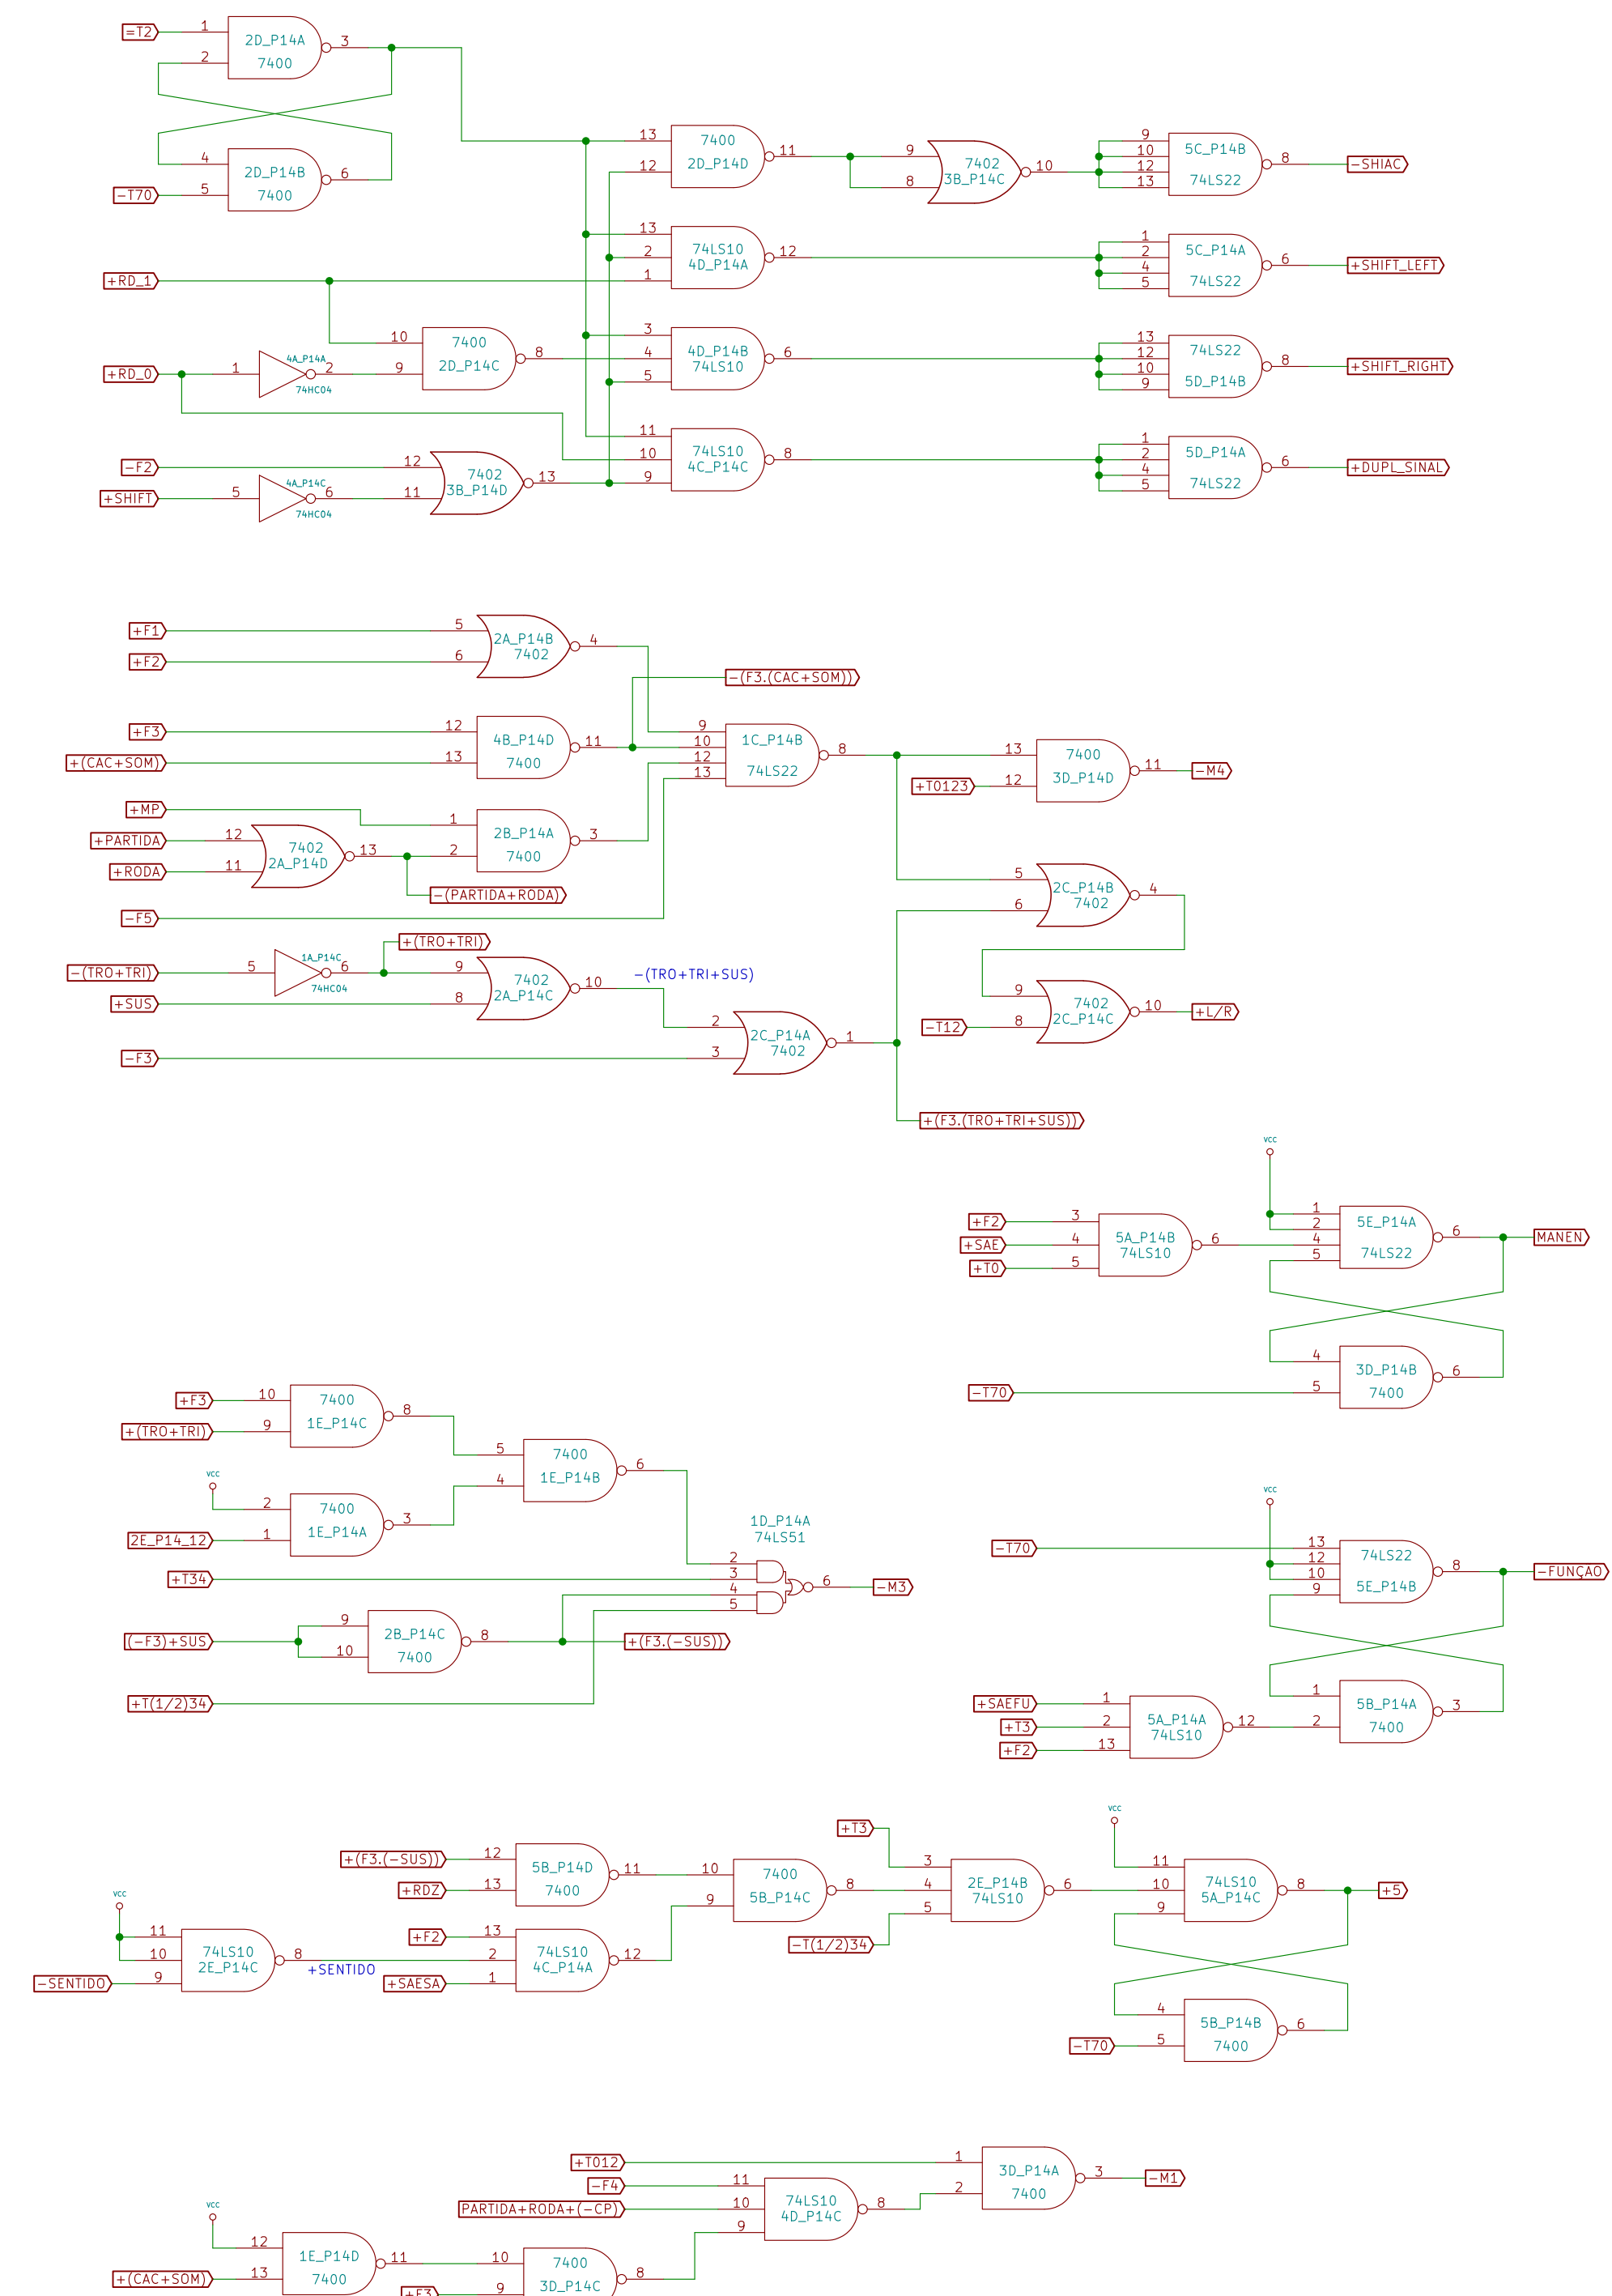 =T2
1
2
2D_P14A
7400
3
4
-T70
5
2D_P14B
7400
6
13
12
7400
2D_P14D
11
9
8
7402
3B_P14C
10
9
10
12
13
5C_P14B
74LS22
8
-SHIAC
13
2
1
74LS10
4D_P14A
12
1
2
4
5
5C_P14A
74LS22
6
+SHIFT_LEFT
+RD_1
+RD_0
1
4A_P14A
2
74HC04
10
9
7400
2D_P14C
8
3
4
5
4D_P14B
74LS10
6
13
12
10
9
74LS22
5D_P14B
8
+SHIFT_RIGHT
11
10
9
74LS10
4C_P14C
8
1
2
4
5
5D_P14A
74LS22
6
+DUPL_SINAL
-F2
+SHIFT
5
4A_P14C
6
74HC04
12
11
7402
3B_P14D
13
+F1
+F2
5
6
2A_P14B
7402
4
-(F3.(CAC+SOM))
+F3
+(CAC+SOM)
12
13
4B_P14D
7400
11
9
10
12
13
1C_P14B
74LS22
8
+T0123
13
12
7400
3D_P14D
11
-M4
+MP
+PARTIDA
+RODA
12
11
7402
2A_P14D
13
1
2
2B_P14A
7400
3
-(PARTIDA+RODA)
-F5
5
6
2C_P14B
7402
4
-(TRO+TRI)
5
1A_P14C
6
74HC04
+(TRO+TRI)
+SUS
9
8
7402
2A_P14C
10
-(TRO+TRI+SUS)
-T12
9
8
7402
2C_P14C
10
+L/R
-F3
2
3
2C_P14A
7402
1
+(F3.(TRO+TRI+SUS))
VCC
+F2
+SAE
+T0
3
4
5
5A_P14B
74LS10
6
1
2
4
5
5E_P14A
74LS22
6
MANEN
-T70
4
5
3D_P14B
7400
6
+F3
+(TRO+TRI)
10
9
7400
1E_P14C
8
VCC
2E_P14_12
2
1
7400
1E_P14A
3
5
4
7400
1E_P14B
6
1D_P14A
74LS51
+T34
2
3
4
5
6
-M3
(-F3)+SUS
9
10
2B_P14C
7400
8
+(F3.(-SUS))
+T(1/2)34
VCC
-T70
13
12
10
9
74LS22
5E_P14B
8
-FUNÇAO
+SAEFU
+T3
+F2
1
2
13
5A_P14A
74LS10
12
1
2
5B_P14A
7400
3
+(F3.(-SUS))
+RDZ
12
13
5B_P14D
7400
11
VCC
-SENTIDO
11
10
9
74LS10
2E_P14C
8
+SENTIDO
+F2
+SAESA
13
2
1
74LS10
4C_P14A
12
10
9
7400
5B_P14C
8
+T3
-T(1/2)34
3
4
5
2E_P14B
74LS10
6
VCC
11
10
9
74LS10
5A_P14C
8
+5
-T70
4
5
5B_P14B
7400
6
+T012
-F4
PARTIDA+RODA+(-CP)
11
10
9
74LS10
4D_P14C
8
1
2
3D_P14A
7400
3
-M1
VCC
+(CAC+SOM)
12
13
1E_P14D
7400
11
+F3
10
9
7400
3D_P14C
8